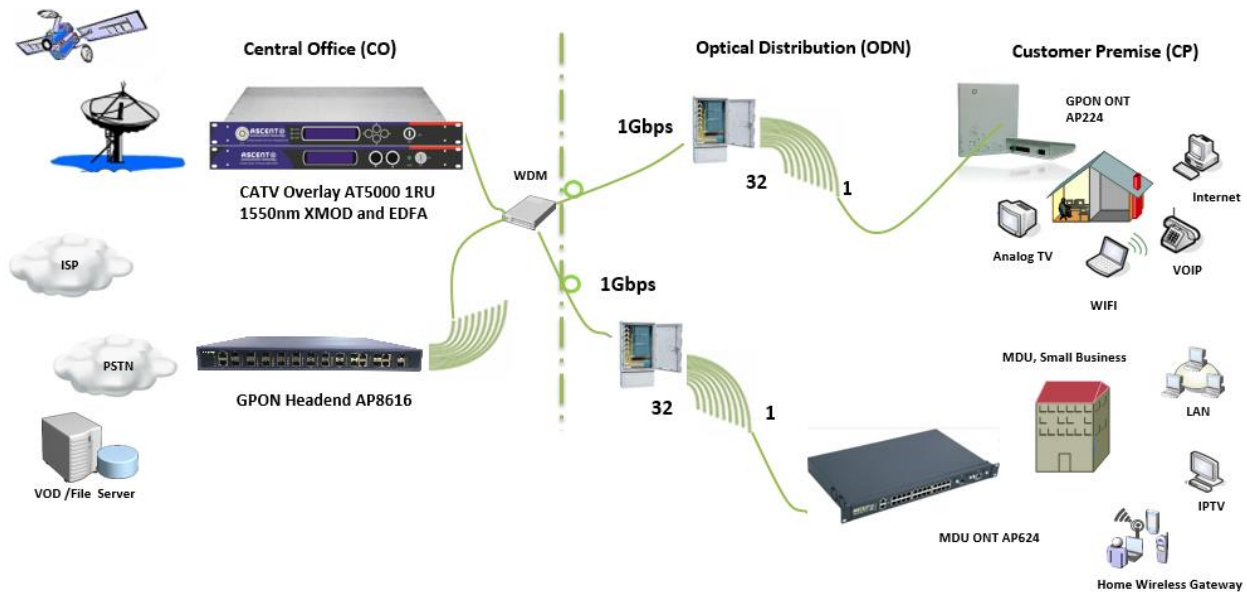 Central Office (CO)
Optical Distribution (ODN)
Customer Premise (CP)
ASCENT
ASCENT
CATV Overlay AT5000 1RU
1550nm XMOD and EDFA
WDM
1Gbps
32
1
GPON ONT
AP224
Internet
Analog TV
VOIP
WIFI
ISP
1Gbps
PSTN
GPON Headend AP8616
32
1
MDU, Small Business
LAN
VOD /File Server
MDU ONT AP624
IPTV
Home Wireless Gateway